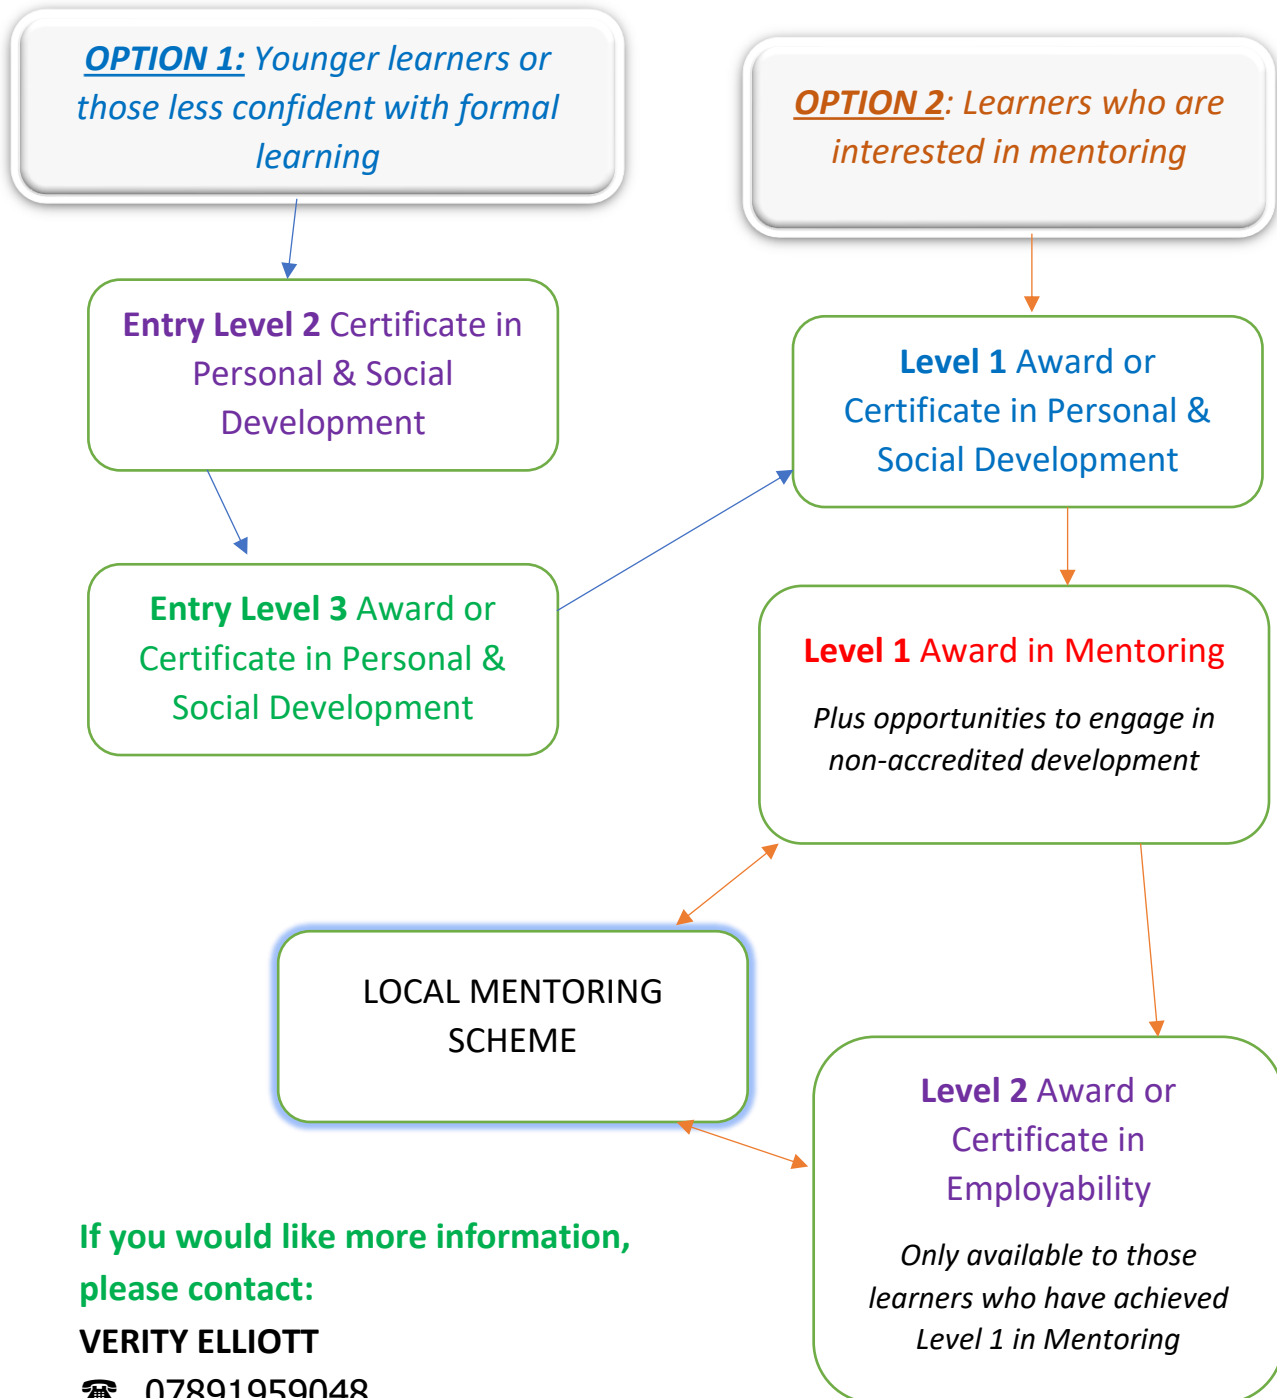 OPTION 1: Younger learners or
those less confident with formal
learning
OPTION 2: Learners who are
interested in mentoring
Entry Level 2 Certificate in
Personal & Social
Development
Level 1 Award or
Certificate in Personal &
Social Development
Entry Level 3 Award or
Certificate in Personal &
Social Development
Level 1 Award in Mentoring
Plus opportunities to engage in
non-accredited development
LOCAL MENTORING
SCHEME
Level 2 Award or
Certificate in
Employability
Only available to those
learners who have achieved
Level 1 in Mentoring
If you would like more information,
please contact:
VERITY ELLIOTT
☎ 07891959048